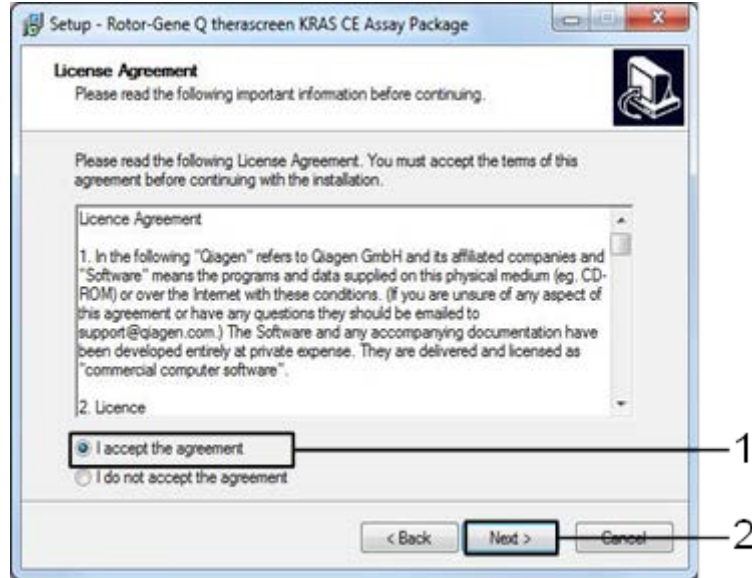 Setup - Rotor-Gene Q therascreen KRAS CE Assay Package
License Agreement
Please read the following important information before continuing.
Please read the following License Agreement. You must accept the terms of this
agreement before continuing with the installation.
Licence Agreement
1. In the following "Qiagen" refers to Qiagen GmbH and its affiliated companies and
"Software" means the programs and data supplied on this physical medium (eg. CD-
ROM) or over the Internet with these conditions. (If you are unsure of any aspect of
this agreement or have any questions they should be emailed to
support@qiagen.com.) The Software and any accompanying documentation have
been developed entirely at private expense. They are delivered and licensed as
"commercial computer software".
2. Licence
I accept the agreement
1
I do not accept the agreement
< Back Next > Cancel
2